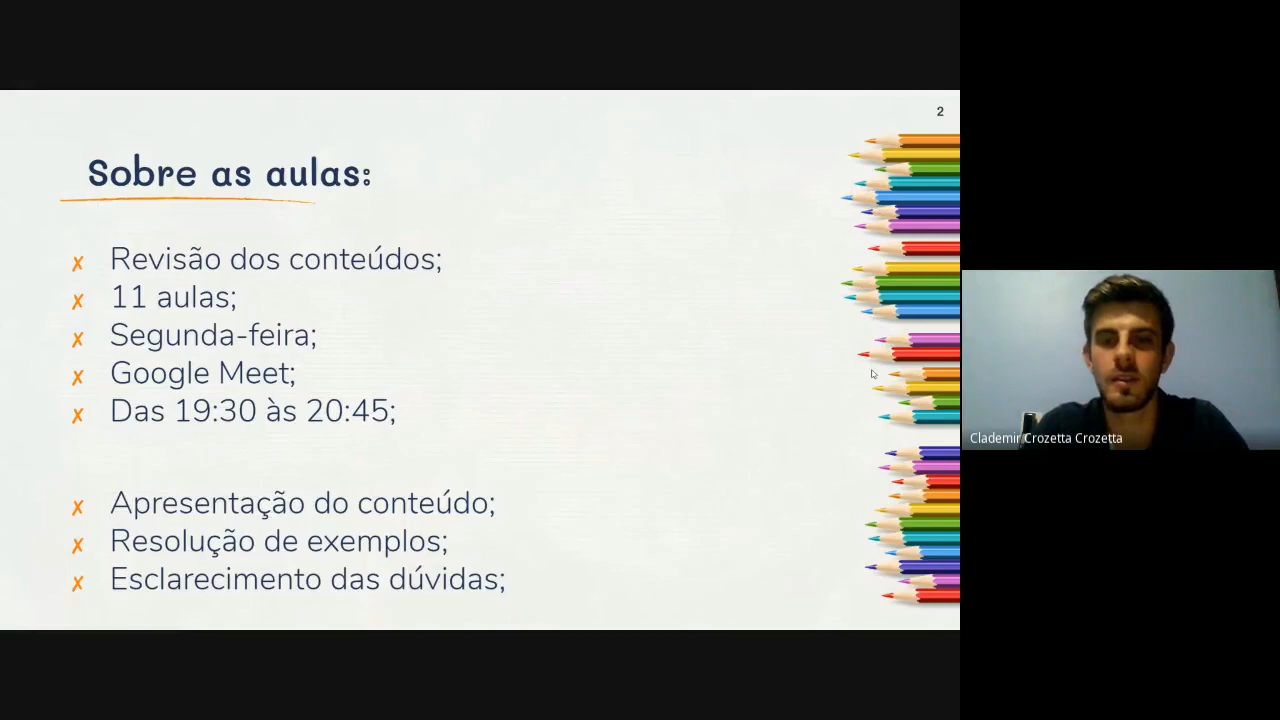 2
Sobre as aulas:
✗ Revisão dos conteúdos;
✗ 11 aulas;
✗ Segunda-feira;
✗ Google Meet;
✗ Das 19:30 às 20:45;
✗ Apresentação do conteúdo;
✗ Resolução de exemplos;
✗ Esclarecimento das dúvidas;
Clademir Crozetta Crozetta